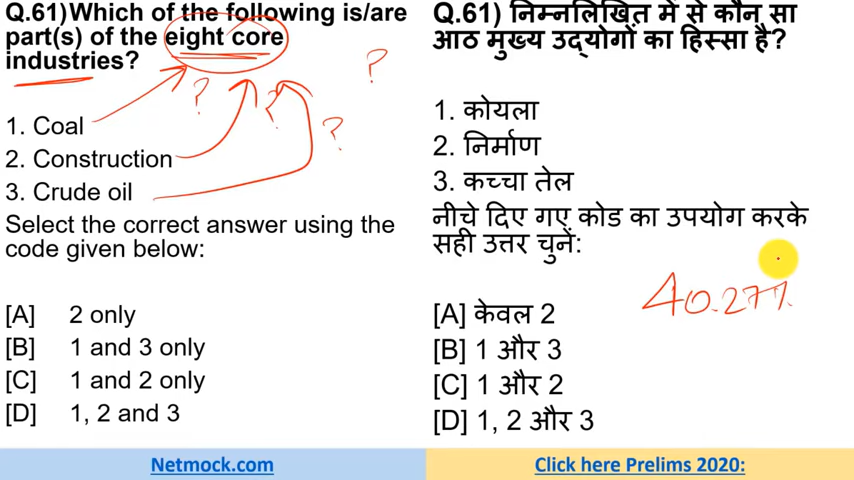 Q.61)Which of the following is/are
part(s) of the eight core
industries?
?
?
?
?
1. Coal
2. Construction
3. Crude oil
Select the correct answer using the
code given below:
[A] 2 only
[B] 1 and 3 only
[C] 1 and 2 only
[D] 1, 2 and 3
Netmock.com
Q.61) निम्नलिखित में से कौन सा
आठ मुख्य उद्योगों का हिस्सा है?
1. कोयला
2. निर्माण
3. कच्चा तेल
नीचे दिए गए कोड का उपयोग करके
सही उत्तर चुनें:
40.27%.
[A] केवल 2
[B] 1 और 3
[C] 1 और 2
[D] 1, 2 और 3
Click here Prelims 2020: